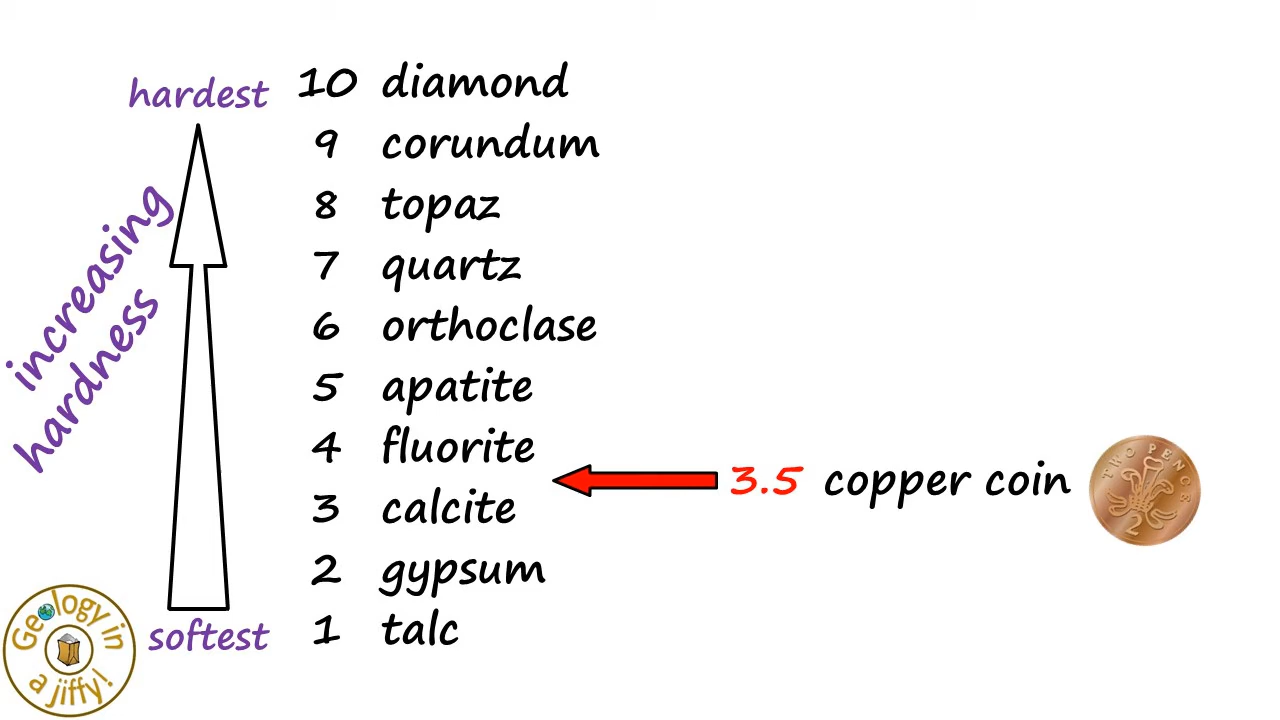 hardest
10 diamond
9 corundum
8 topaz
7 quartz
6 orthoclase
5 apatite
4 fluorite
3.5 copper coin
TWO PENCE
2
3 calcite
2 gypsum
1 talc
softest
increasing
hardness
Geology in
a jiffy!